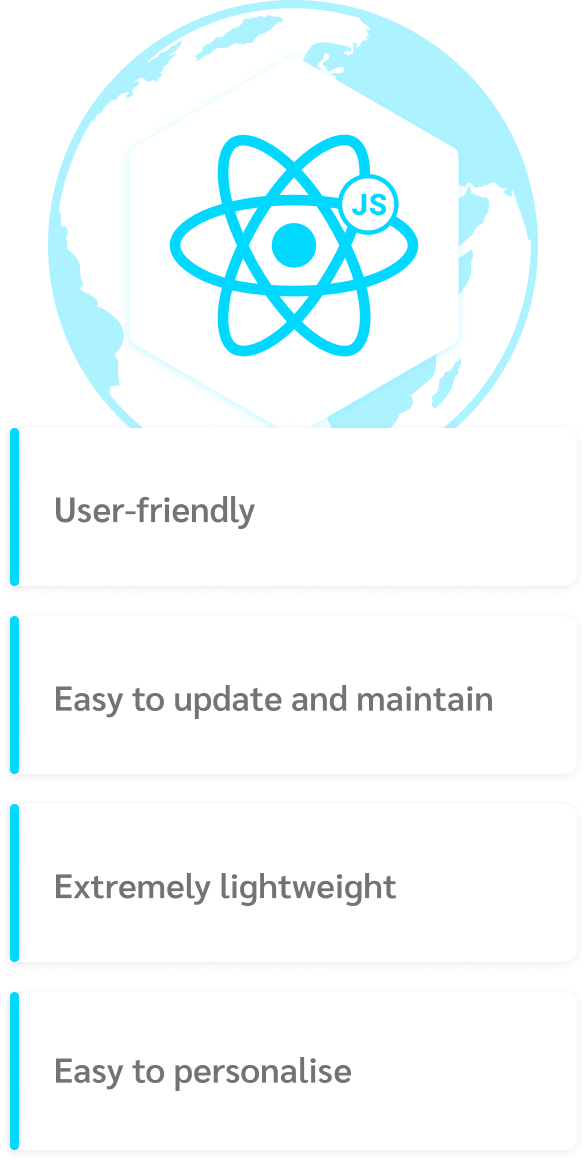 JS
User-friendly
Easy to update and maintain
Extremely lightweight
Easy to personalise